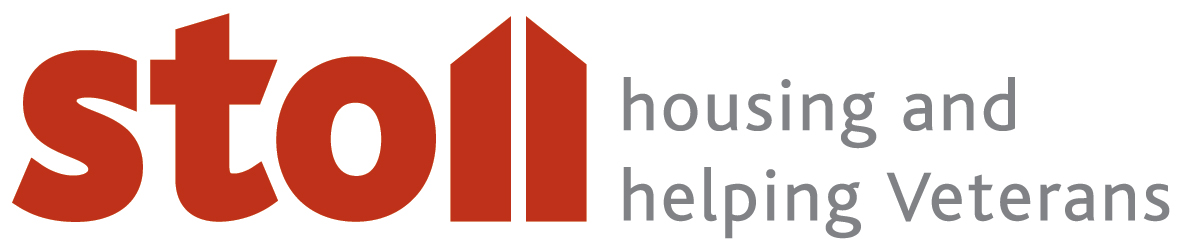 stoll
housing and
helping Veterans